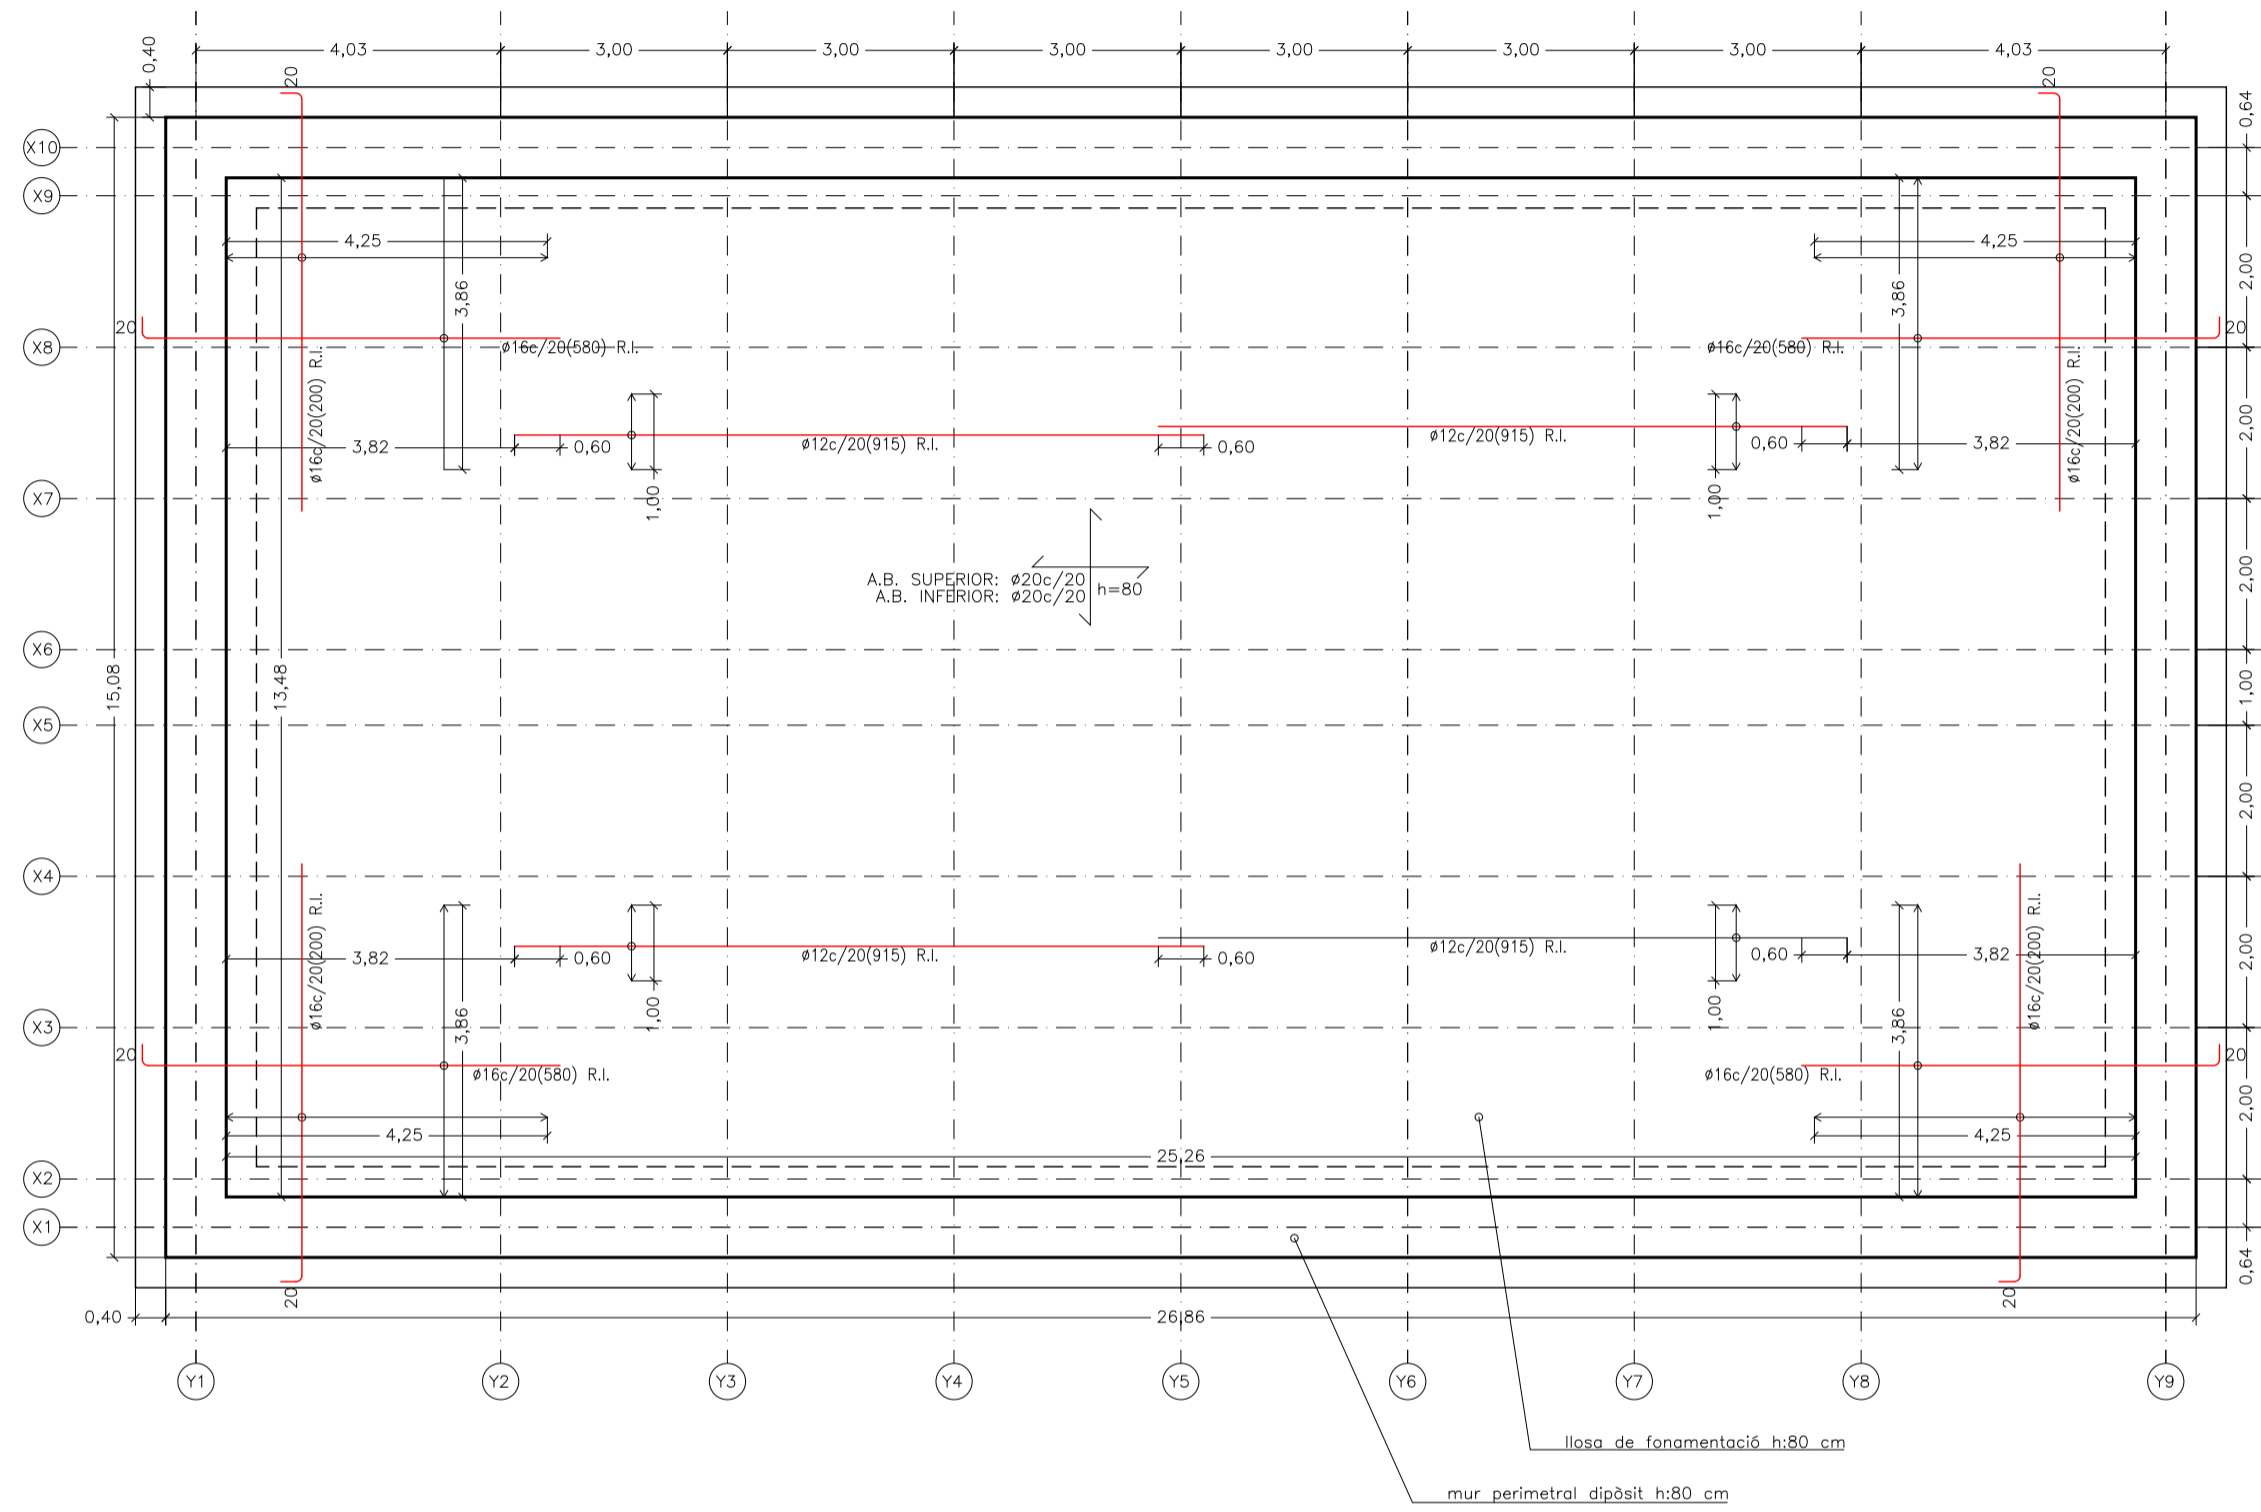 4,03 3,00 3,00 3,00 3,00 3,00 3,00 4,03
0,40
20
20
0,64
X10
X9
4,25
4,25
2,00
3,86
3,86
20
20
X8
ø16c/20(580) R.I.
ø16c/20(580) R.I.
ø16c/20(200) R.I.
ø16c/20(200) R.I.
2,00
3,82
0,60
ø12c/20(915) R.I.
0,60
ø12c/20(915) R.I.
0,60
3,82
1,00
1,00
X7
A.B. SUPERIOR: ø20c/20
A.B. INFERIOR: ø20c/20
h=80
2,00
X6
15,08
13,48
1,00
X5
2,00
X4
ø16c/20(200) R.I.
ø16c/20(200) R.I.
3,82
0,60
ø12c/20(915) R.I.
0,60
ø12c/20(915) R.I.
0,60
3,82
2,00
1,00
1,00
X3
3,86
3,86
20
20
ø16c/20(580) R.I.
ø16c/20(580) R.I.
2,00
4,25
4,25
25,26
X2
X1
0,64
20
20
0,40
26,86
Y1 Y2 Y3 Y4 Y5 Y6 Y7 Y8 Y9
llosa de fonamentació h:80 cm
mur perimetral dipòsit h:80 cm